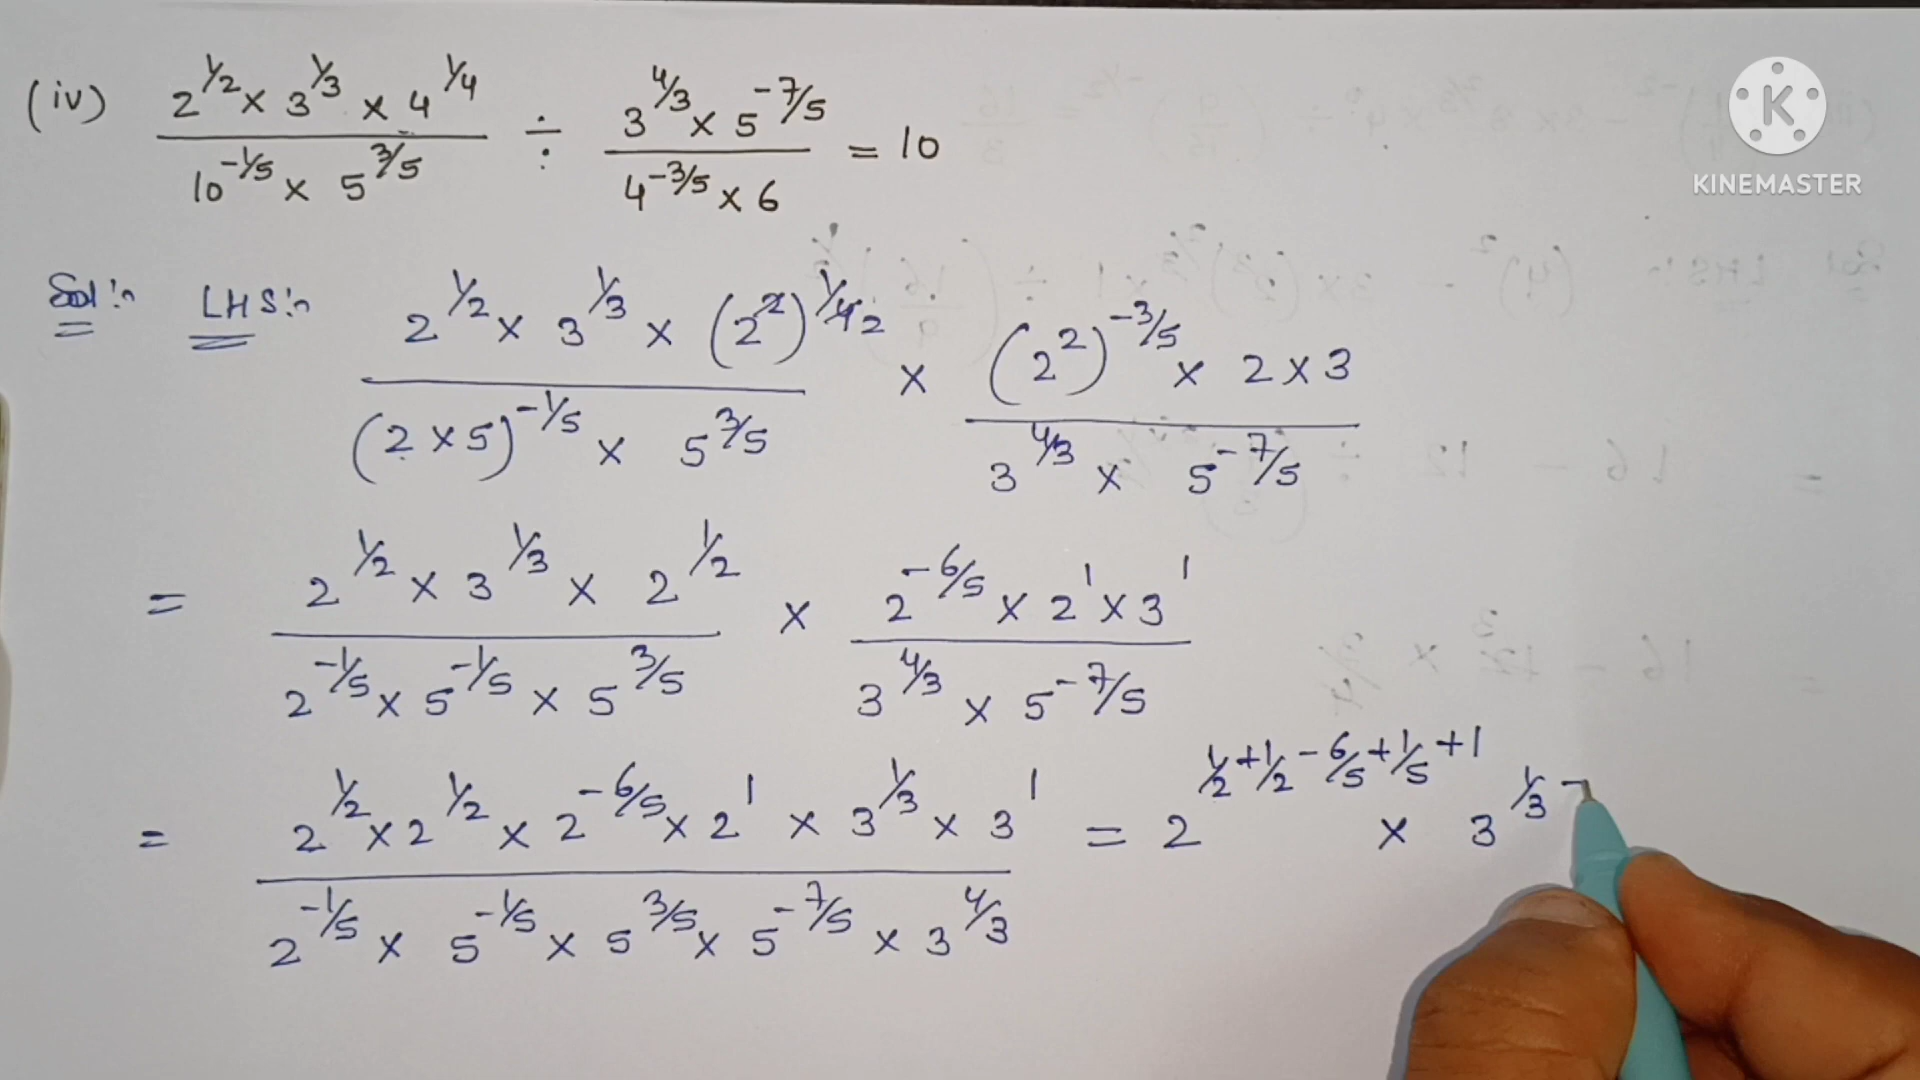 (iv) 2^1/2 × 3^1/3 × 4^1/4 / 10^-1/5 × 5^3/5 ÷ 3^4/3 × 5^-7/5 / 4^-3/5 × 6 = 10
KINEMASTER
Sol:n LHS:n 2^1/2 × 3^1/3 × (2^2)^1/4 2 / (2 × 5)^-1/5 × 5^3/5 × (2^2)^-3/5 × 2 × 3 / 3^4/3 × 5^-7/5
= 2^1/2 × 3^1/3 × 2^1/2 / 2^-1/5 × 5^-1/5 × 5^3/5 × 2^-6/5 × 2^1 × 3^1 / 3^4/3 × 5^-7/5
= 2^1/2 × 2^1/2 × 2^-6/5 × 2^1 × 3^1/3 × 3^1 / 2^-1/5 × 5^-1/5 × 5^3/5 × 5^-7/5 × 3^4/3 = 2^1/2+1/2-6/5+1/5+1 × 3^1/3 -